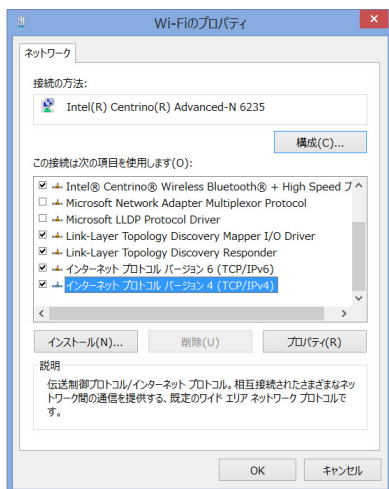 Wi-Fiのプロパティ
ネットワーク
接続の方法:
Intel(R) Centrino(R) Advanced-N 6235
構成(C)...
この接続は次の項目を使用します(O):
Intel® Centrino® Wireless Bluetooth® + High Speed
Microsoft Network Adapter Multiplexor Protocol
Microsoft LLDP Protocol Driver
Link-Layer Topology Discovery Mapper I/O Driver
Link-Layer Topology Discovery Responder
インターネット プロトコル バージョン 6 (TCP/IPv6)
インターネット プロトコル バージョン 4 (TCP/IPv4)
インストール(N)...
削除(U)
プロパティ(R)
説明
伝送制御プロトコル/インターネット プロトコル。相互接続されたさまざまなネッ
トワーク間の通信を提供する、既定のワイド エリア ネットワーク プロトコルで
す。
OK
キャンセル